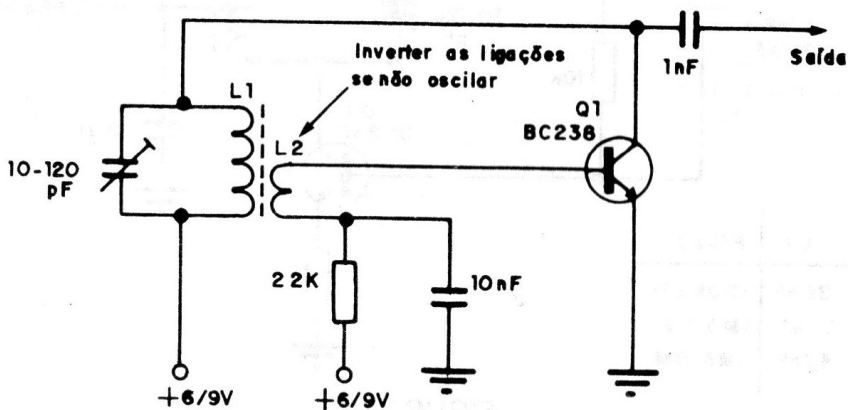 Inverter as ligações
se não oscilar
1nF
Saída
L1
L2
Q1
BC238
10-120
pF
22K
10nF
+6/9V
+6/9V